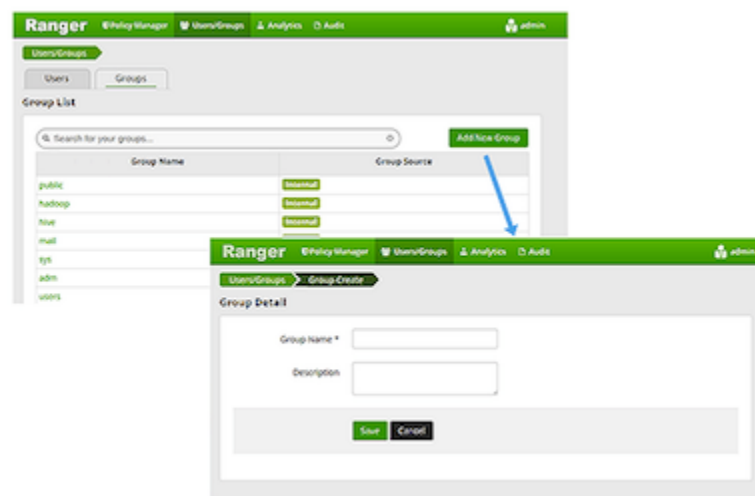 Ranger Policy Manager Users/Groups Analytics Audit admin
Users/Groups
Users Groups
Group List
Search for your groups... Add New Group
Group Name Group Source
public Internal
hadoop Internal
hive Internal
mail
sys
adm
users
Ranger Policy Manager Users/Groups Analytics Audit admin
Users/Groups Group Create
Group Detail
Group Name *
Description
Save Cancel